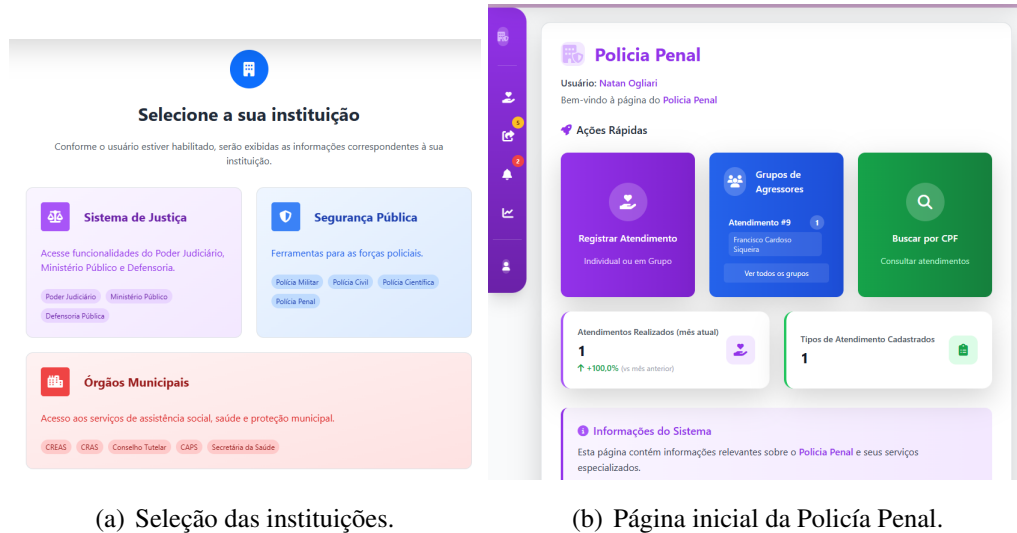 Selecione a sua instituição
Conforme o usuário estiver habilitado, serão exibidas as informações correspondentes à sua
instituição.
Sistema de Justiça
Acesse funcionalidades do Poder Judiciário,
Ministério Público e Defensoria.
Poder Judiciário Ministério Público
Defensoria Pública
Segurança Pública
Ferramentas para as forças policiais.
Polícia Militar Polícia Civil Polícia Científica
Polícia Penal
Órgãos Municipais
Acesso aos serviços de assistência social, saúde e proteção municipal.
CREAS CRAS Conselho Tutelar CAPS Secretária da Saúde
(a) Seleção das instituições.
5
2
Policia Penal
Usuário: Natan Ogliari
Bem-vindo à página do Policia Penal
Ações Rápidas
Registrar Atendimento
Individual ou em Grupo
Grupos de
Agressores
Atendimento #9 1
Francisco Cardoso
Siqueira
Ver todos os grupos
Buscar por CPF
Consultar atendimentos
Atendimentos Realizados (mês atual)
1
+100,0% (vs mês anterior)
Tipos de Atendimento Cadastrados
1
Informações do Sistema
Esta página contém informações relevantes sobre o Policia Penal e seus serviços
especializados.
(b) Página inicial da Policía Penal.